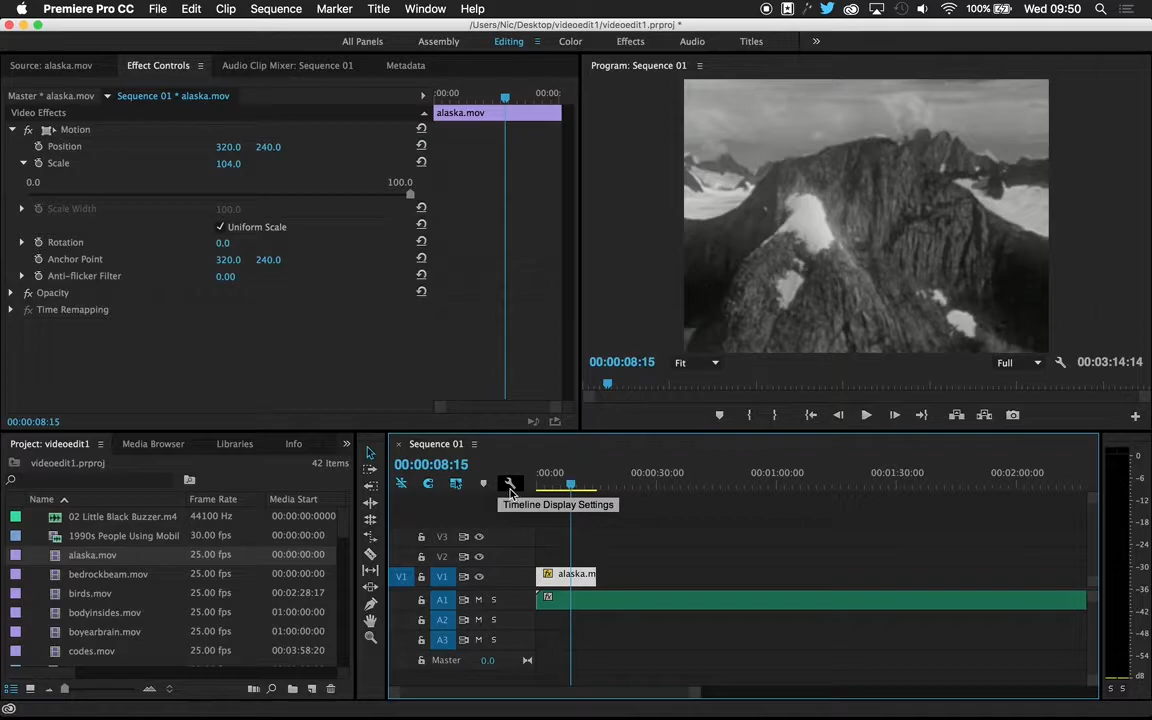 Premiere Pro CC File Edit Clip Sequence Marker Title Window Help 100% Wed 09:50
/Users/Nic/Desktop/videoedit1/videoedit1.prproj *
All Panels Assembly Editing Color Effects Audio Titles
Source: alaska.mov Effect Controls Audio Clip Mixer: Sequence 01 Metadata
Program: Sequence 01
Master * alaska.mov Sequence 01 * alaska.mov :00:00 00:00:
Video Effects alaska.mov
fx Motion
Position 320.0 240.0
Scale 104.0
0.0 100.0
Scale Width 100.0
Uniform Scale
Rotation 0.0
Anchor Point 320.0 240.0
Anti-flicker Filter 0.00
fx Opacity
fx Time Remapping
00:00:08:15 Fit Full 00:03:14:14
00:00:08:15
Project: videoedit1 Media Browser Libraries Info
videoedit1.prproj 42 Items
Name Frame Rate Media Start
02 Little Black Buzzer.m4 44100 Hz 00:00:00:0000
1990s People Using Mobil 30.00 fps 00:00:00:00
alaska.mov 25.00 fps 00:00:00:00
bedrockbeam.mov 25.00 fps 00:00:00:00
birds.mov 25.00 fps 00:02:28:17
bodyinsides.mov 25.00 fps 01:00:00:00
boyearbrain.mov 25.00 fps 01:00:00:00
codes.mov 25.00 fps 00:03:58:20
Sequence 01
00:00:08:15
:00:00 00:00:30:00 00:01:00:00 00:01:30:00 00:02:00:00
Timeline Display Settings
V3
V2
V1 V1 fx alaska.m
A1 M S fx
A2 M S
A3 M S
Master 0.0
0
-6
-12
-18
-24
-30
-36
-42
-48
-54
dB
S S